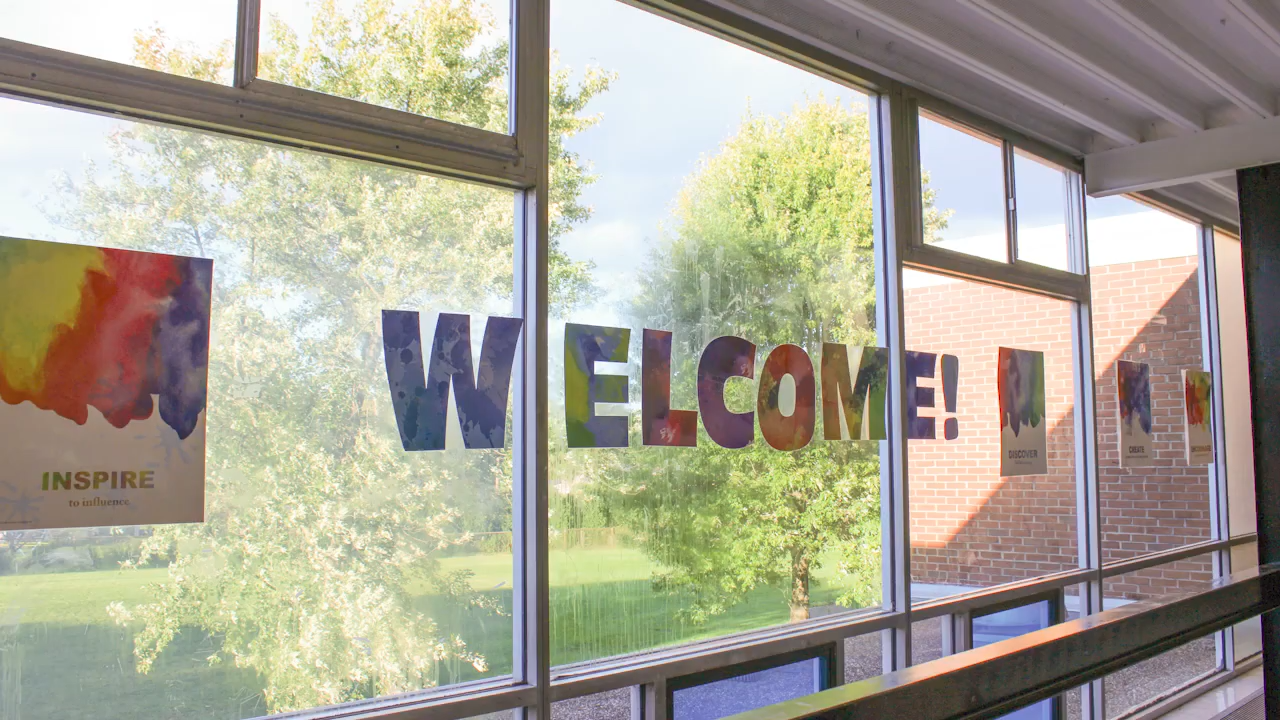 INSPIRE
to influence
WELCOME!
DISCOVER
CREATE